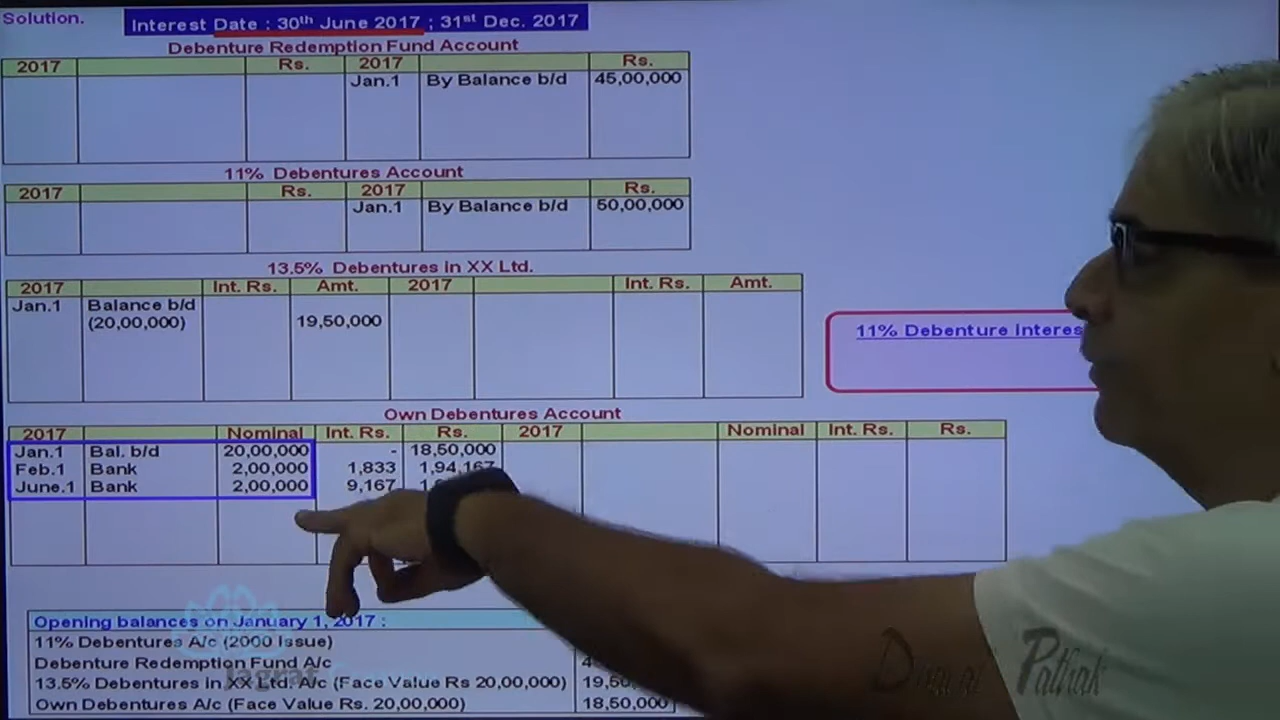 Solution.
Interest Date : 30th June 2017 ; 31st Dec. 2017
Debenture Redemption Fund Account
2017 Rs. 2017 Rs.
Jan.1 By Balance b/d 45,00,000
11% Debentures Account
2017 Rs. 2017 Rs.
Jan.1 By Balance b/d 50,00,000
13.5% Debentures in XX Ltd.
2017 Int. Rs. Amt. 2017 Int. Rs. Amt.
Jan.1 Balance b/d
(20,00,000) 19,50,000
11% Debenture Interes
Own Debentures Account
2017 Nominal Int. Rs. Rs. 2017 Nominal Int. Rs. Rs.
Jan.1 Bal. b/d 20,00,000 - 18,50,000
Feb.1 Bank 2,00,000 1,833 1,94,167
June.1 Bank 2,00,000 9,167
Opening balances on January 1, 2017 :
11% Debentures A/c (2000 Issue)
Debenture Redemption Fund A/c
13.5% Debentures in XX Ltd. A/c (Face Value Rs 20,00,000) 19,50
Own Debentures A/c (Face Value Rs. 20,00,000) 18,50,000
Jagrat
Pathak